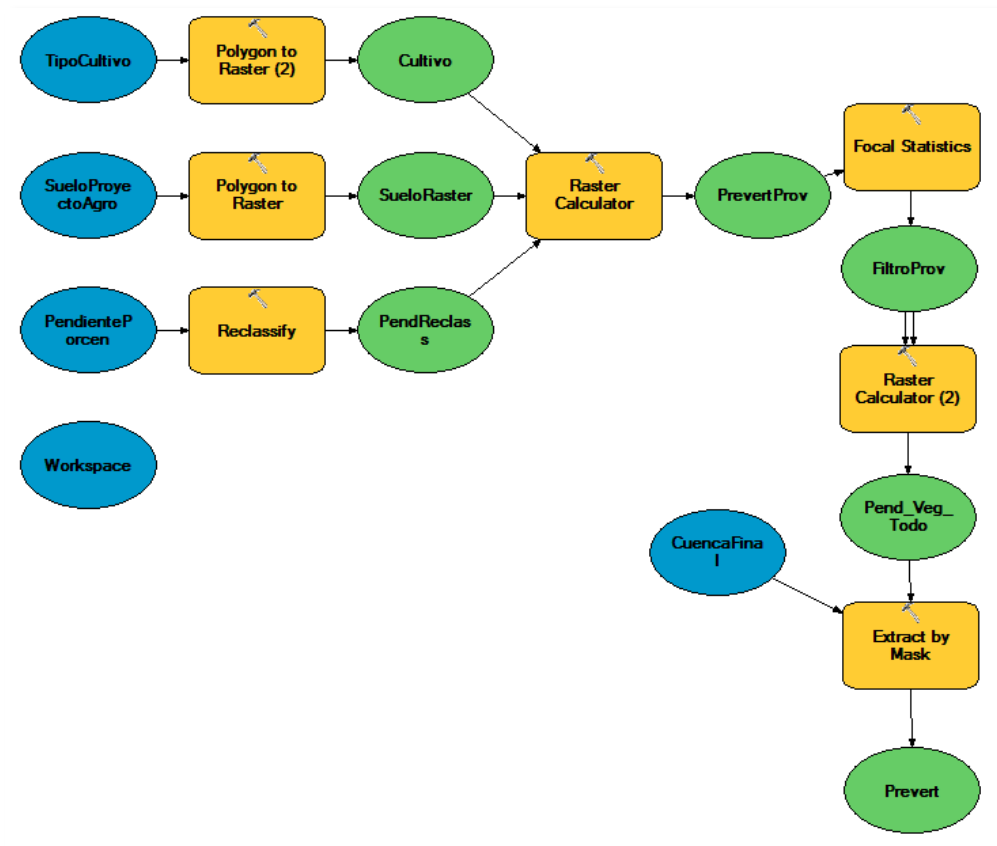 TipoCultivo
Polygon to
Raster (2)
Cultivo
Focal Statistics
SueloProye
ctoAgro
Polygon to
Raster
SueloRaster
Raster
Calculator
PrevertProv
FiltroProv
PendienteP
orcen
Reclassify
PendReclas
s
Raster
Calculator (2)
Workspace
Pend_Veg_
Todo
CuencaFina
l
Extract by
Mask
Prevert